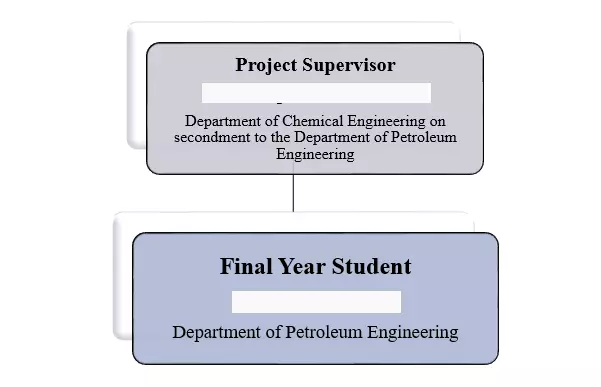 Project Supervisor
Department of Chemical Engineering on
secondment to the Department of Petroleum
Engineering
Final Year Student
Department of Petroleum Engineering